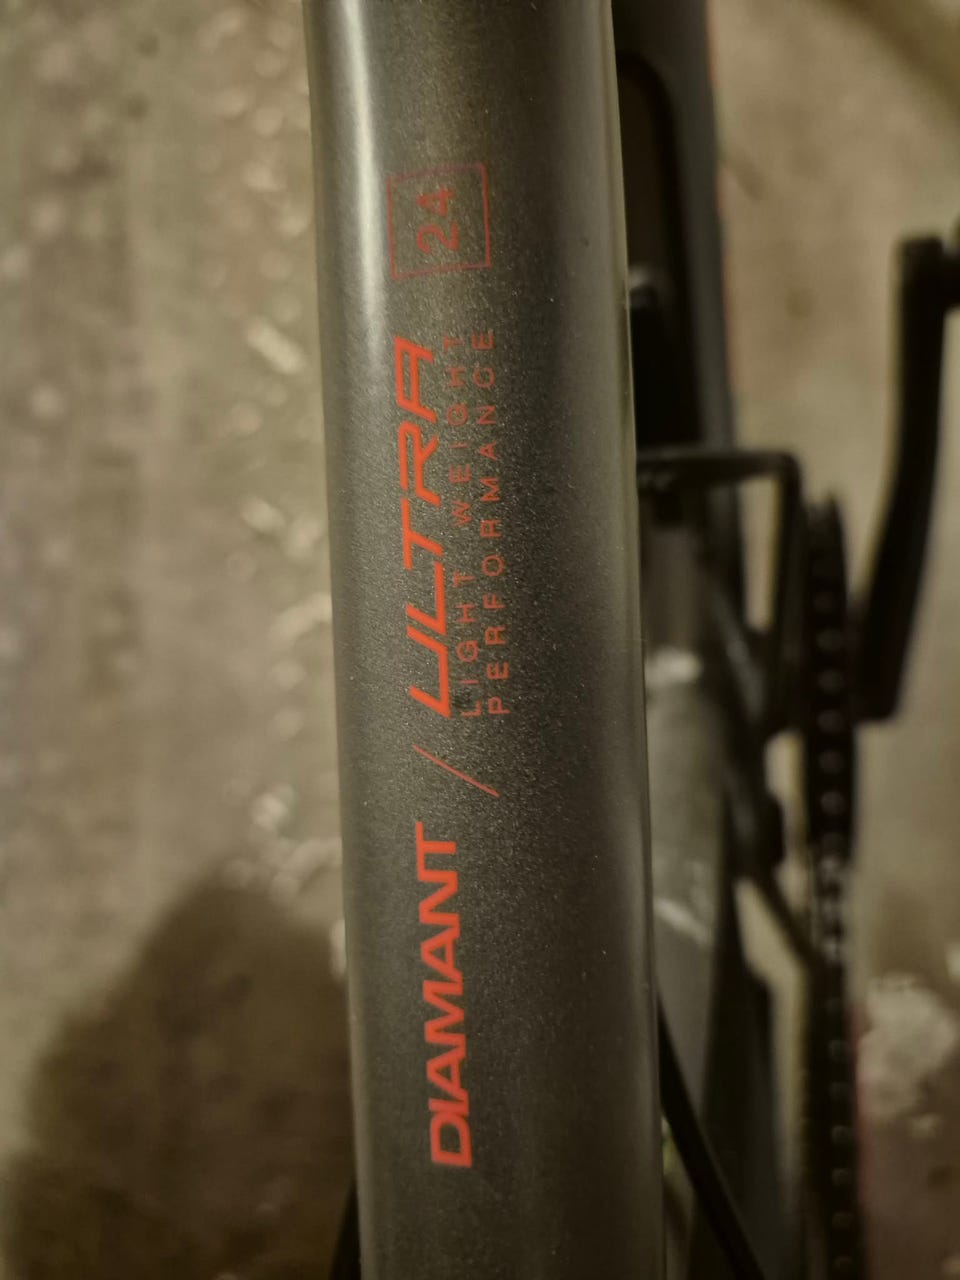 DIAMANT / ULTRA
LIGHT WEIGHT
PERFORMANCE
24